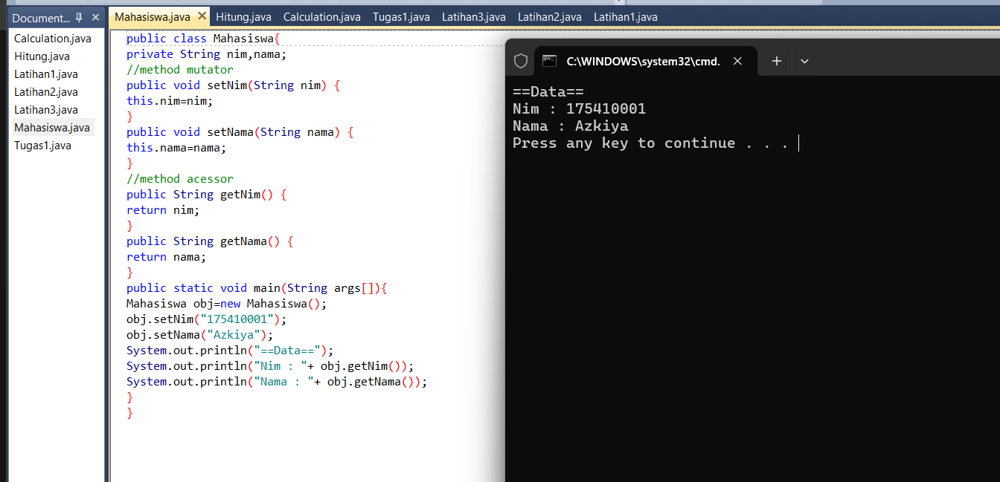 Document...
Calculation.java
Hitung.java
Latihan1.java
Latihan2.java
Latihan3.java
Mahasiswa.java
Tugas1.java
Mahasiswa.java Hitung.java Calculation.java Tugas1.java Latihan3.java Latihan2.java Latihan1.java
public class Mahasiswa{
private String nim,nama;
//method mutator
public void setNim(String nim) {
this.nim=nim;
}
public void setNama(String nama) {
this.nama=nama;
}
//method acessor
public String getNim() {
return nim;
}
public String getNama() {
return nama;
}
public static void main(String args[]){
Mahasiswa obj=new Mahasiswa();
obj.setNim("175410001");
obj.setNama("Azkiya");
System.out.println("==Data==");
System.out.println("Nim : "+ obj.getNim());
System.out.println("Nama : "+ obj.getNama());
}
}
C:\WINDOWS\system32\cmd.
==Data==
Nim : 175410001
Nama : Azkiya
Press any key to continue . . .